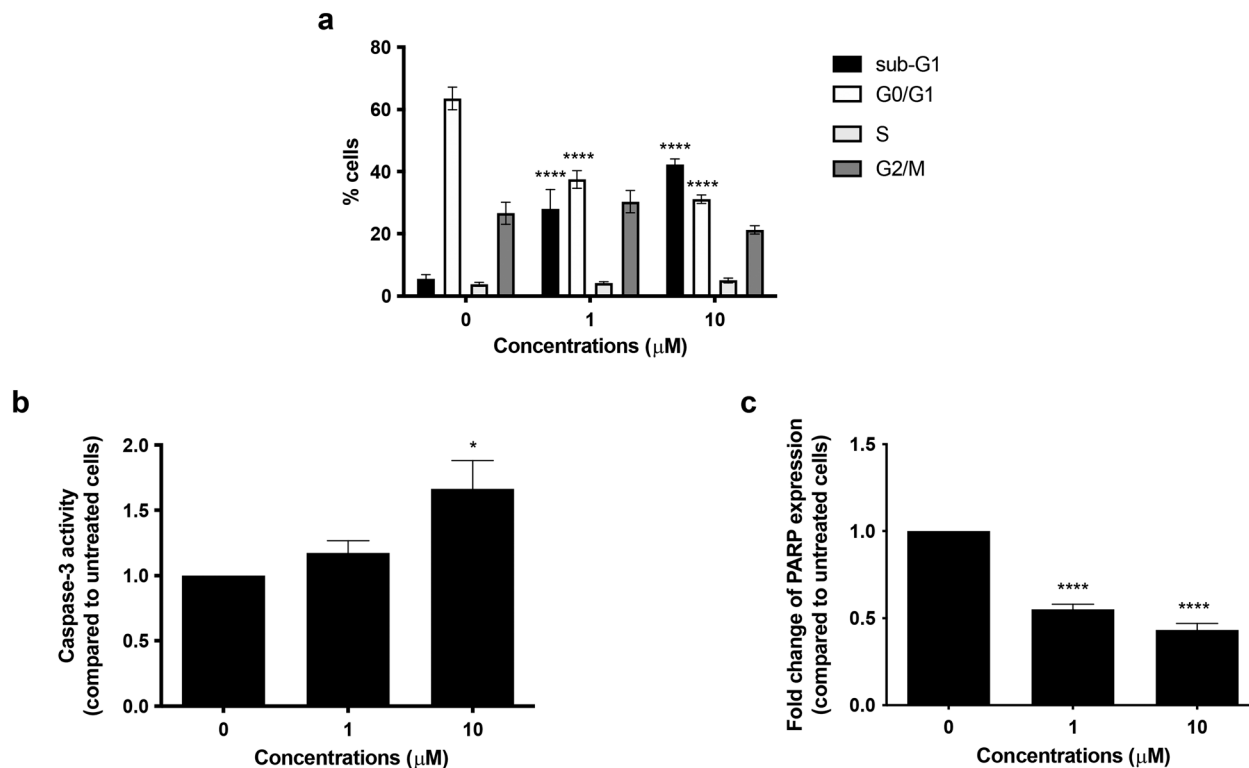 a
80
60
40
20
0
% cells
**** ****
**** ****
0 1 10
Concentrations (μM)
sub-G1
G0/G1
S
G2/M
b
2.0
1.5
1.0
0.5
0.0
Caspase-3 activity
(compared to untreated cells)
*
0 1 10
Concentrations (μM)
c
1.5
1.0
0.5
0.0
Fold change of PARP expression
(compared to untreated cells)
**** ****
0 1 10
Concentrations (μM)